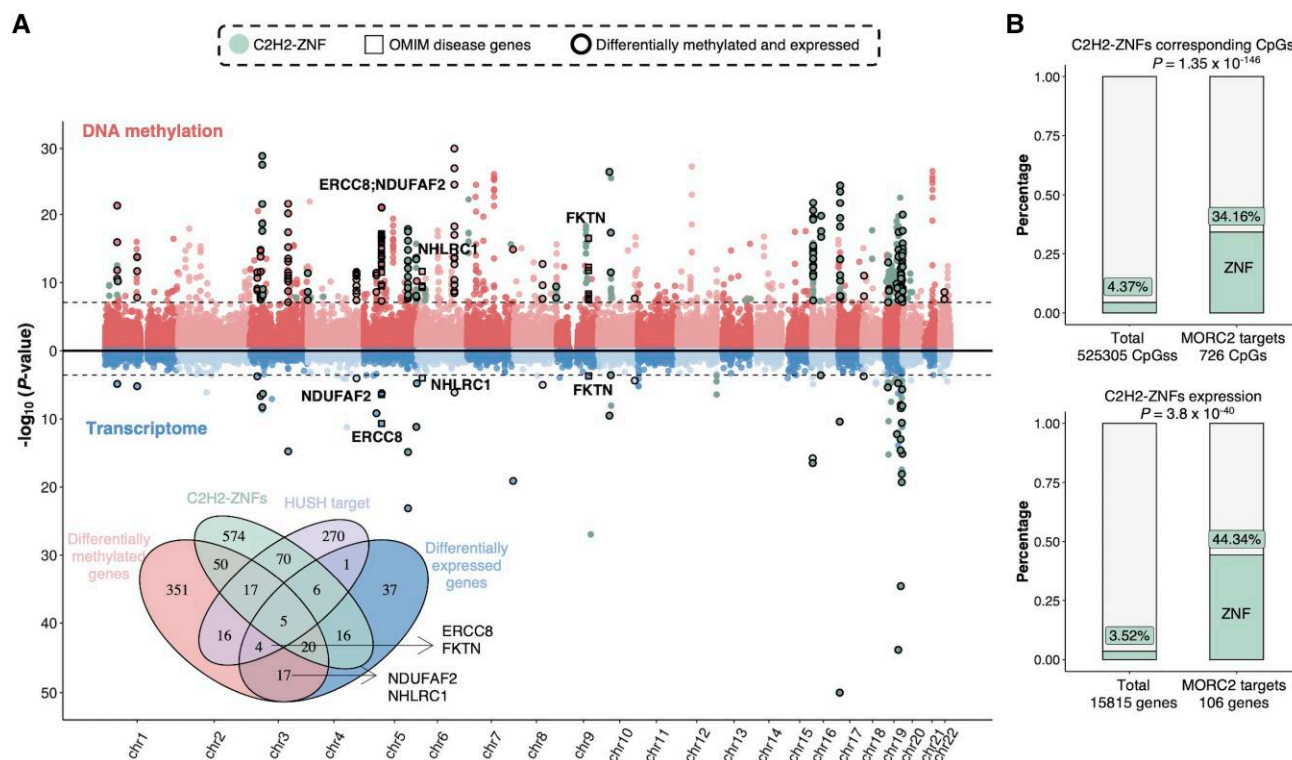 A
C2H2-ZNF
OMIM disease genes
Differentially methylated and expressed
DNA methylation
30
20
10
0
10
20
30
40
50
-log10 (P-value)
ERCC8;NDUFAF2
NHLRC1
FKTN
NDUFAF2
NHLRC1
FKTN
ERCC8
Transcriptome
C2H2-ZNFs
HUSH target
Differentially
methylated
genes
Differentially
expressed
genes
574
270
50
70
1
351
17
6
37
5
16
4
20
16
17
ERCC8
FKTN
NDUFAF2
NHLRC1
chr1
chr2
chr3
chr4
chr5
chr6
chr7
chr8
chr9
chr10
chr11
chr12
chr13
chr14
chr15
chr16
chr17
chr18
chr19
chr20
chr21
chr22
B
C2H2-ZNFs corresponding CpGs
P = 1.35 x 10-146
1.00
0.75
0.50
0.25
0.00
Percentage
4.37%
34.16%
ZNF
Total
525305 CpGss
MORC2 targets
726 CpGs
C2H2-ZNFs expression
P = 3.8 x 10-40
1.00
0.75
0.50
0.25
0.00
Percentage
3.52%
44.34%
ZNF
Total
15815 genes
MORC2 targets
106 genes